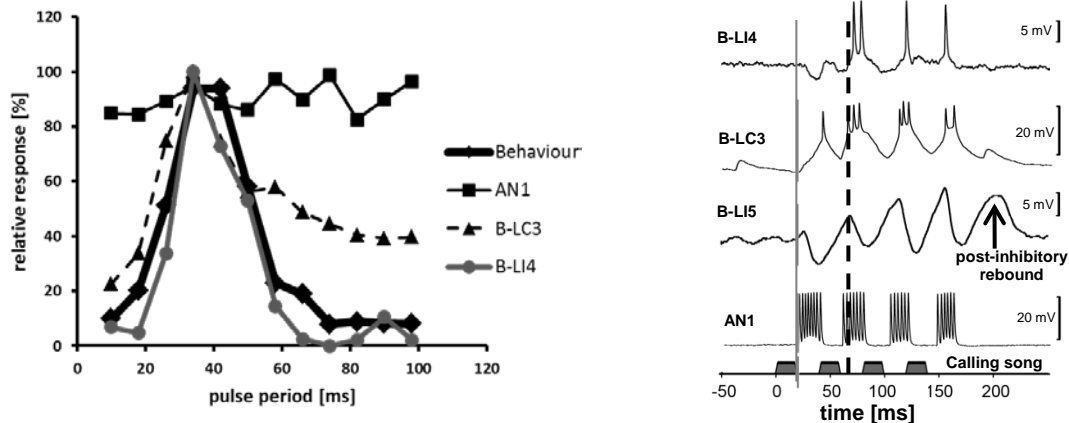 relative response [%]
120
100
80
60
40
20
0
0 20 40 60 80 100 120
pulse period [ms]
Behaviour
AN1
B-LC3
B-LI4
B-LI4
5 mV
B-LC3
20 mV
B-LI5
5 mV
post-inhibitory
rebound
AN1
20 mV
Calling song
-50 0 50 100 150 200
time [ms]